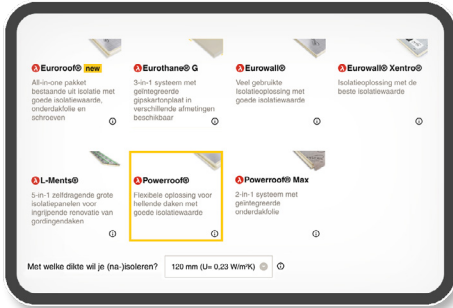 Euroroof® new
All-in-one pakket
bestaande uit isolatie met
goede isolatiewaarde,
onderdakfolie en
schroeven
Eurothane® G
3-in-1 systeem met
geïntegreerde
gipskartonplaat in
verschillende afmetingen
beschikbaar
Eurowall®
Veel gebruikte
isolatieoplossing met
goede isolatiewaarde
Eurowall® Xentro®
Isolatieoplossing met de
beste isolatiewaarde
L-Ments®
5-in-1 zelfdragende grote
isolatiepanelen voor
ingrijpende renovatie van
gordingendaken
Powerroof®
Flexibele oplossing voor
hellende daken met
goede isolatiewaarde
Powerroof® Max
2-in-1 systeem met
geïntegreerde
onderdakfolie
Met welke dikte wil je (na-)isoleren? 120 mm (U= 0,23 W/m²K)